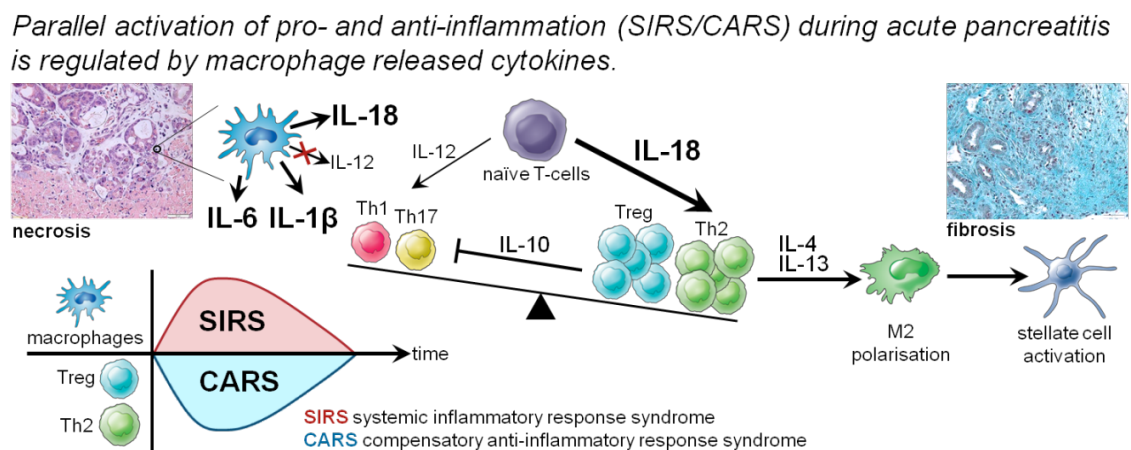 Parallel activation of pro- and anti-inflammation (SIRS/CARS) during acute pancreatitis
is regulated by macrophage released cytokines.
IL-18
IL-12
IL-6
IL-1β
necrosis
naïve T-cells
IL-12
IL-18
Th1
Th17
IL-10
Treg
Th2
IL-4
IL-13
M2
polarisation
fibrosis
stellate cell
activation
macrophages
SIRS
time
Treg
CARS
Th2
SIRS systemic inflammatory response syndrome
CARS compensatory anti-inflammatory response syndrome